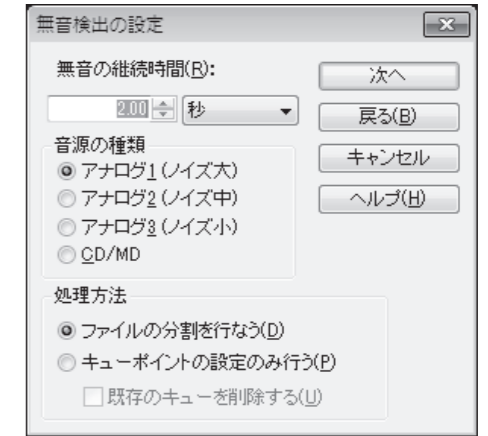 無音検出の設定
無音の継続時間(R):
2.00 秒
次へ
戻る(B)
キャンセル
ヘルプ(H)
音源の種類
アナログ1(ノイズ大)
アナログ2(ノイズ中)
アナログ3(ノイズ小)
CD/MD
処理方法
ファイルの分割を行なう(D)
キューポイントの設定のみ行う(P)
既存のキューを削除する(U)